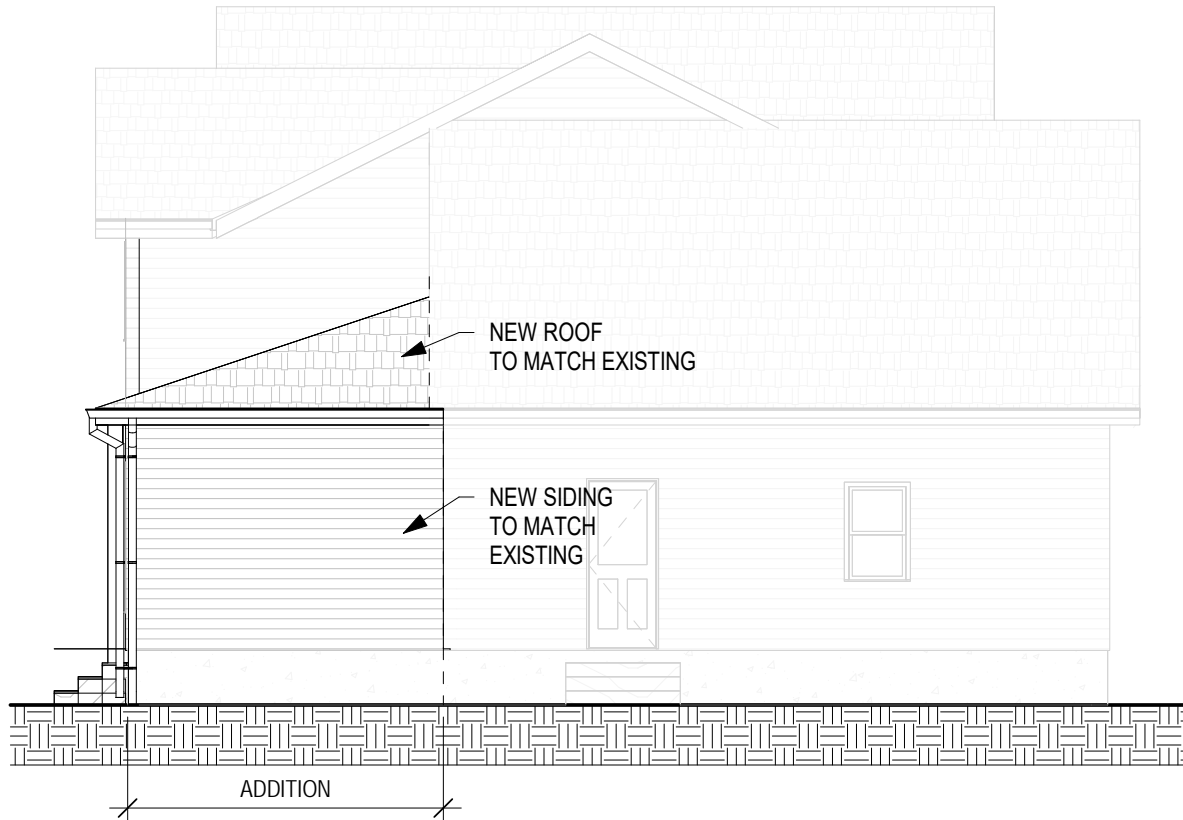 NEW ROOF
TO MATCH EXISTING
NEW SIDING
TO MATCH
EXISTING
ADDITION